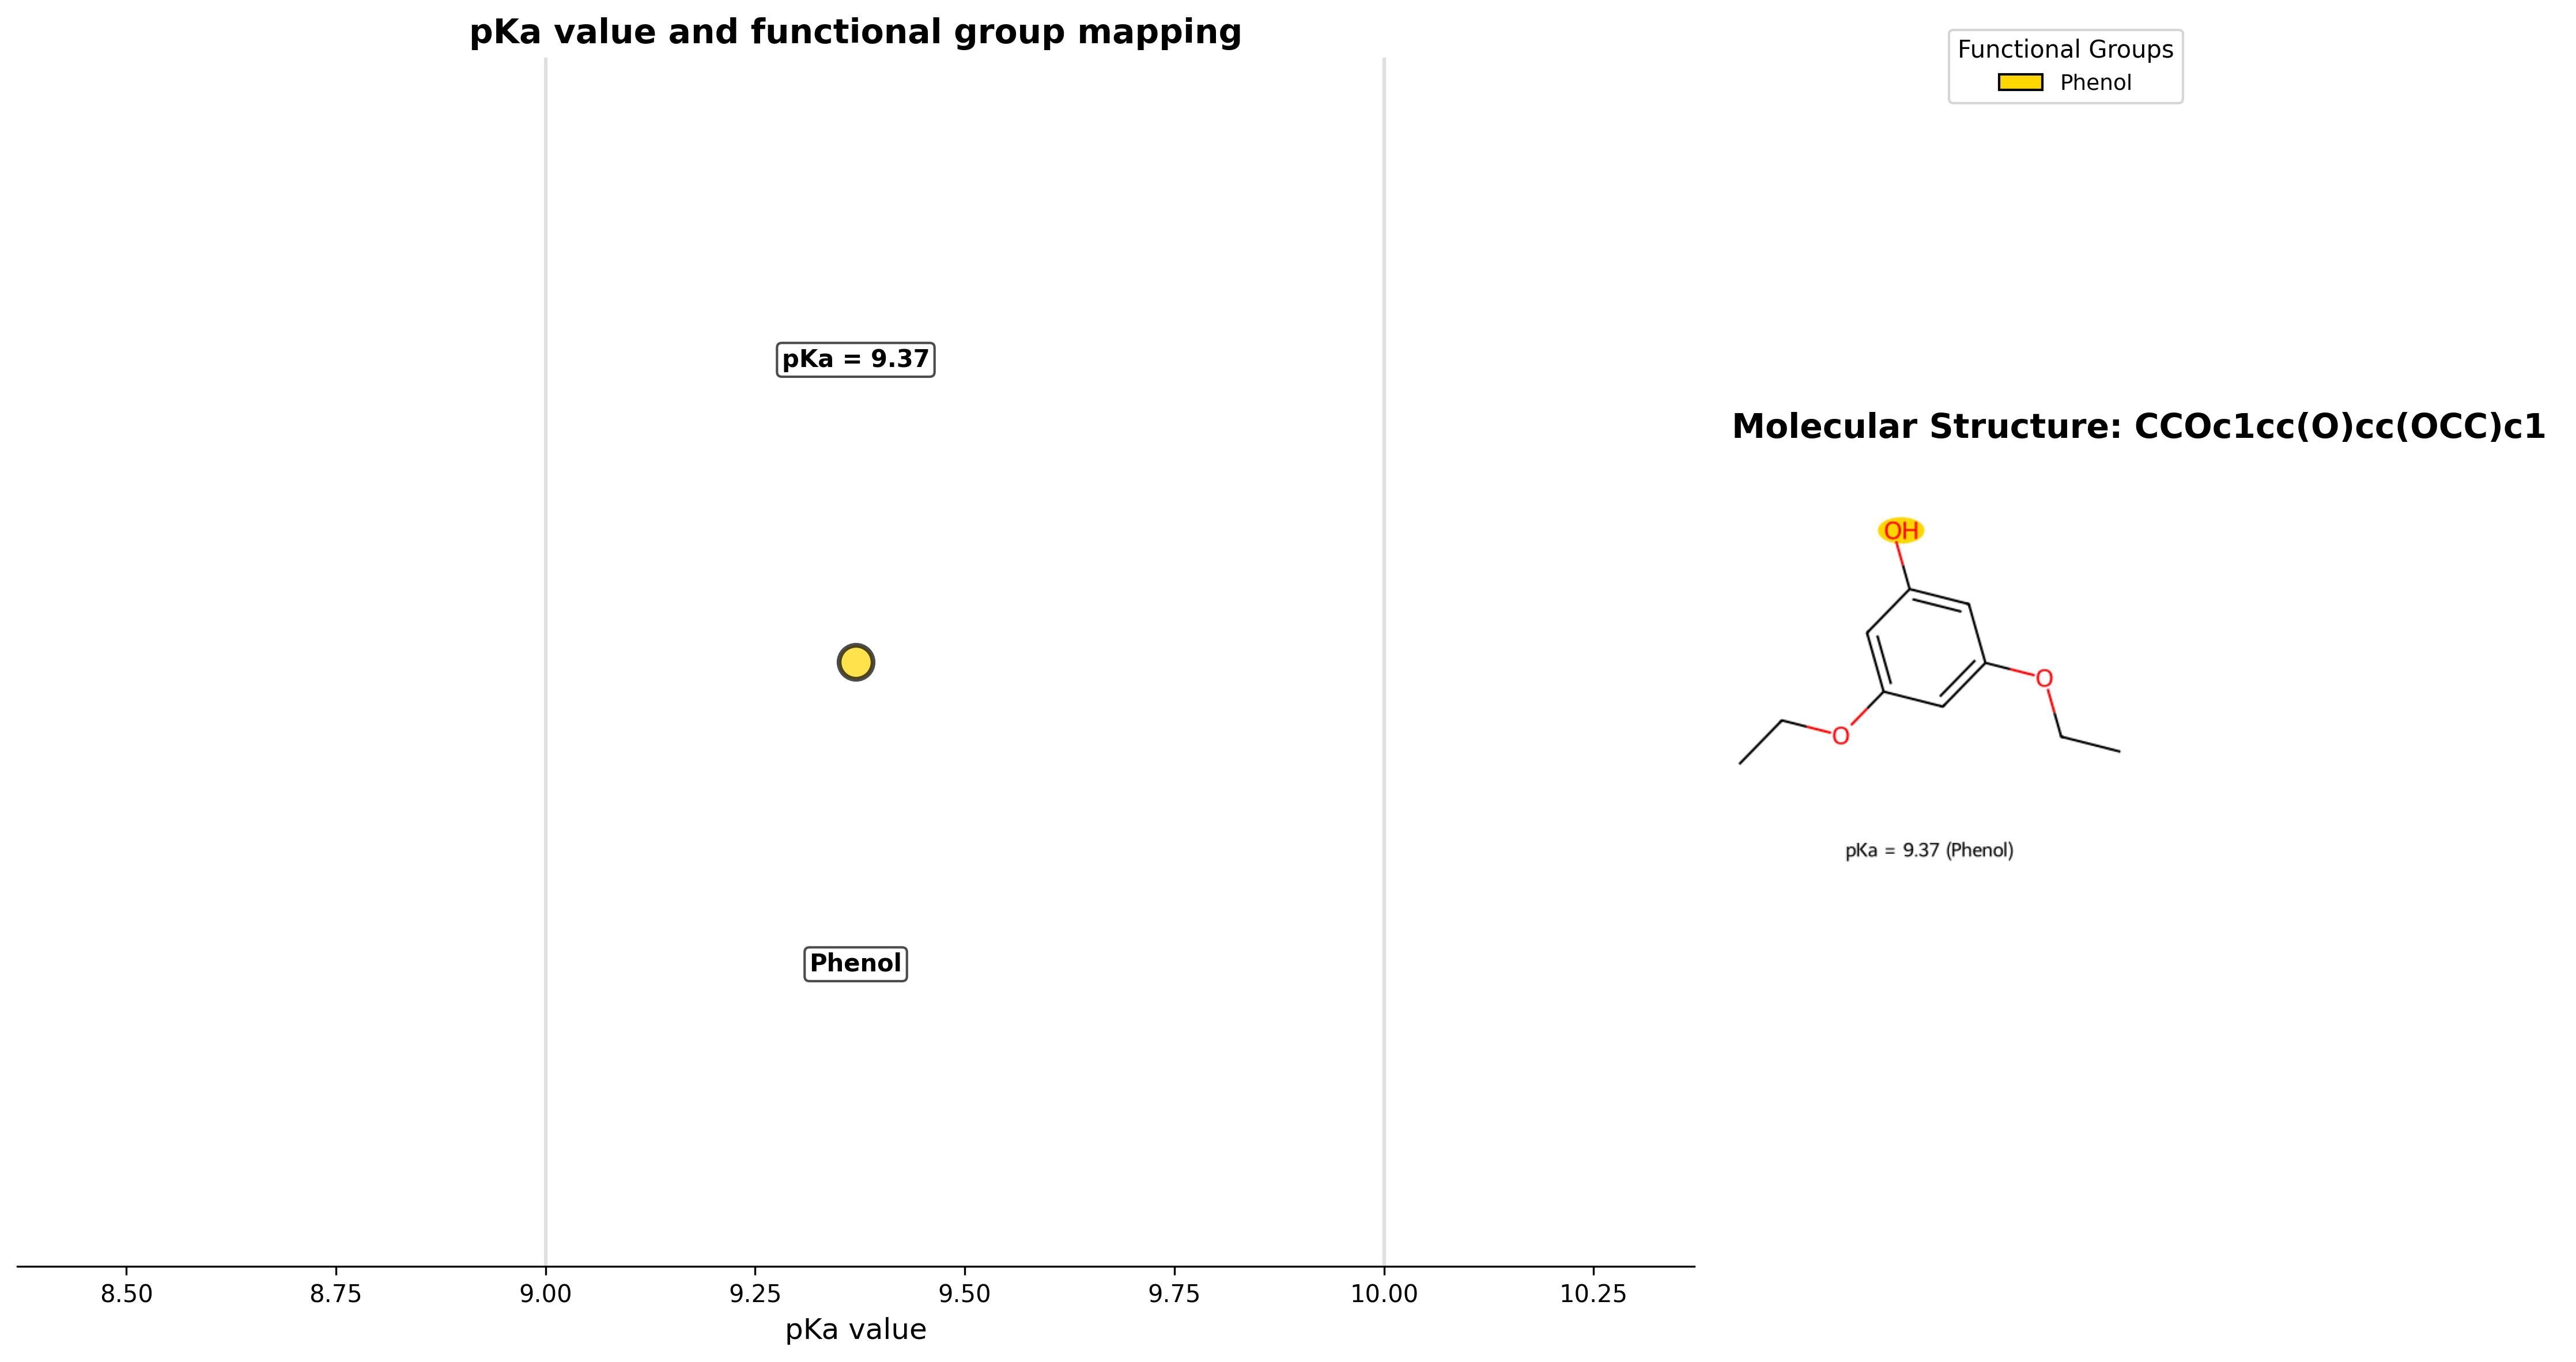 pKa value and functional group mapping
pKa = 9.37
Phenol
8.50 8.75 9.00 9.25 9.50 9.75 10.00 10.25
pKa value
Functional Groups
Phenol
Molecular Structure: CCOc1cc(O)cc(OCC)c1
OH
O
O
pKa = 9.37 (Phenol)